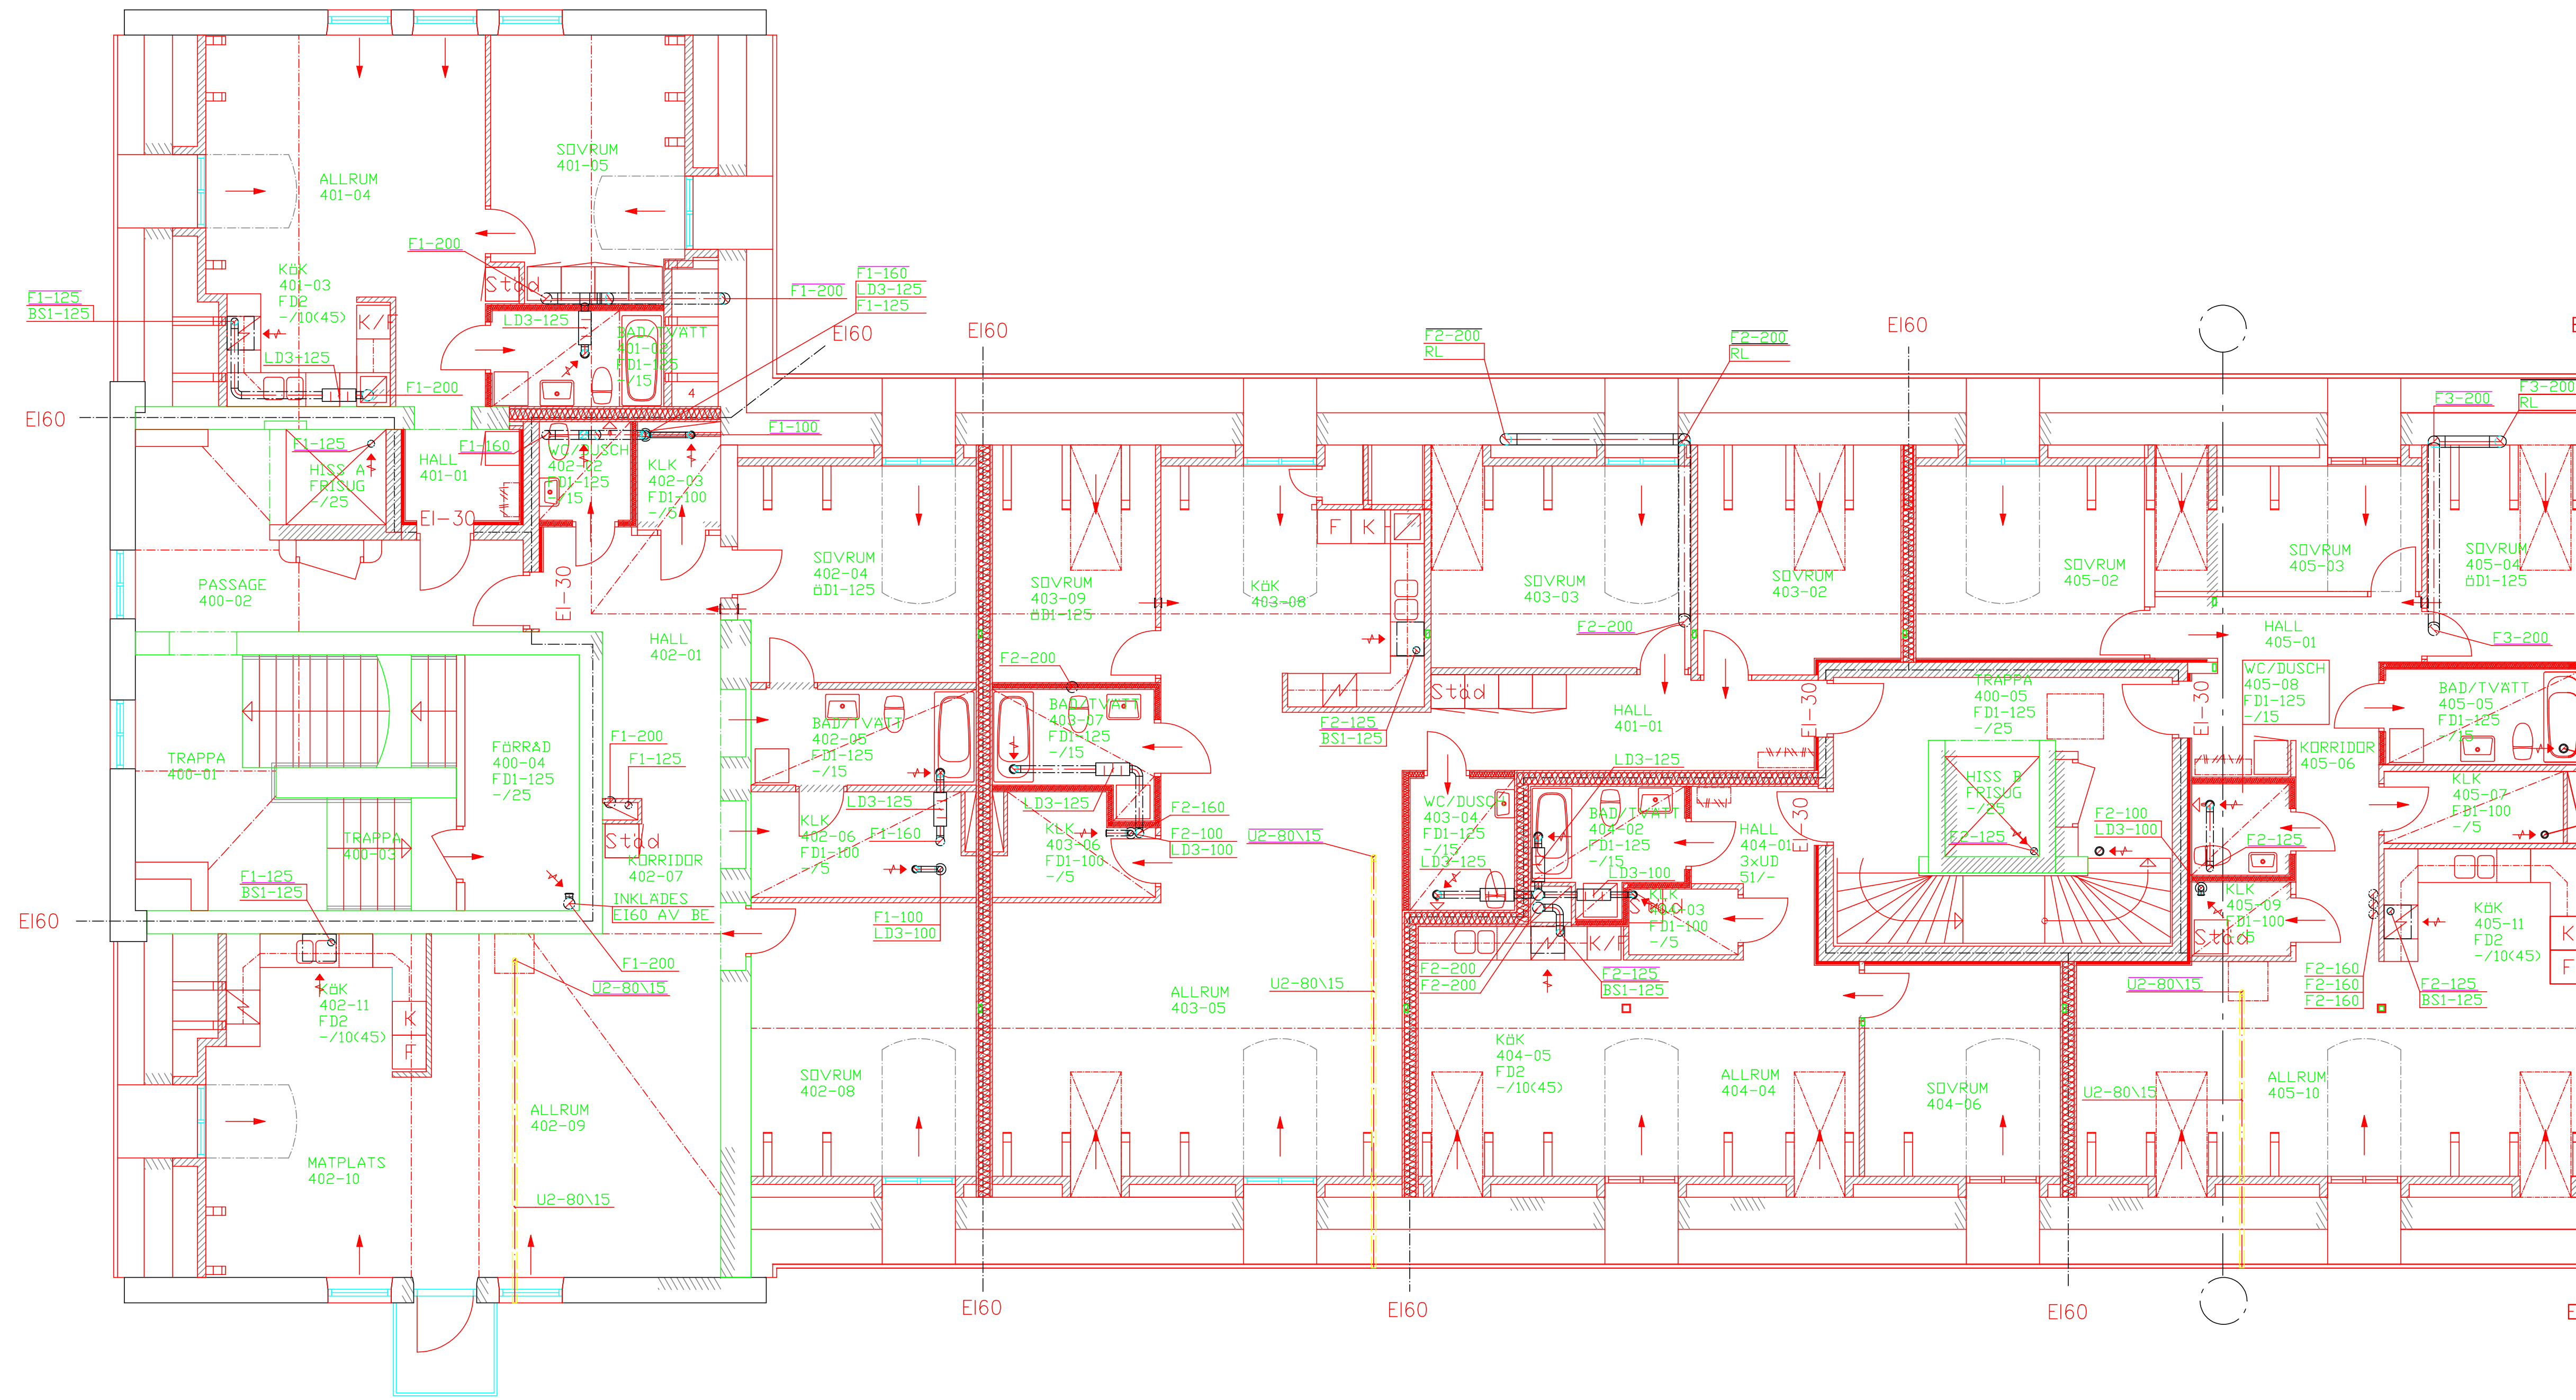 SOVRUM
401-05
ALLRUM
401-04
F1-200
KöK
401-03
FD2
-/10(45)
F1-125
BS1-125
Städ
K/F
LD3-125
F1-200
LD3-125
BAD/TVÄTT
401-02
FD1-125
-/15
4
F1-200
F1-160
LD3-125
F1-125
EI60
EI60
F2-200
RL
F2-200
RL
EI60
F3-200
F3-200
RL
EI60
F1-125
HISS A
FRISUG
-/25
HALL
401-01
EI-30
F1-160
WC/DUSCH
FD1-125
-/15
KLK
402-03
FD1-100
-/5
F1-100
EI-30
PASSAGE
400-02
SOVRUM
402-04
öD1-125
SOVRUM
403-09
öD1-125
KöK
403-08
F
K
SOVRUM
403-03
SOVRUM
403-02
SOVRUM
405-02
SOVRUM
405-03
SOVRUM
405-04
öD1-125
HALL
402-01
F2-200
F2-200
HALL
405-01
F3-200
TRAPPA
400-01
FöRRÅD
400-04
FD1-125
-/25
TRAPPA
400-03
F1-200
F1-125
Städ
KORRIDOR
402-07
INKLÄDES
EI60 AV BE
F1-200
F1-125
BS1-125
EI60
BAD/TVÄTT
402-05
FD1-125
-/15
LD3-125
KLK
402-06
FD1-100
-/5
F1-160
F1-100
LD3-100
BAD/TVÄTT
403-07
FD1-125
-/15
LD3-125
KLK
403-06
FD1-100
-/5
F2-160
F2-100
LD3-100
U2-80\15
F2-125
BS1-125
Städ
HALL
401-01
LD3-125
WC/DUSCH
403-04
FD1-125
-/15
LD3-125
BAD/TVÄTT
404-02
FD1-125
-/15
LD3-100
HALL
404-01
3xUD
51/-
KLK
FD1-100
-/5
K/F
F2-200
F2-200
F2-125
BS1-125
EI-30
EI-30
TRAPPA
400-05
FD1-125
-/25
HISS B
FRISUG
-/25
F2-125
EI-30
WC/DUSCH
405-08
FD1-125
-/15
KORRIDOR
405-06
F2-100
LD3-100
F2-125
KLK
405-09
FD1-100
Städ
BAD/TVÄTT
405-05
FD1-125
-/15
KLK
405-07
FD1-100
-/5
KöK
405-11
FD2
-/10(45)
K
F
F2-160
F2-160
F2-160
F2-125
BS1-125
U2-80\15
KöK
402-11
FD2
-/10(45)
K
F
U2-80\15
ALLRUM
402-09
MATPLATS
402-10
U2-80\15
SOVRUM
402-08
ALLRUM
403-05
U2-80\15
KöK
404-05
FD2
-/10(45)
ALLRUM
404-04
SOVRUM
404-06
U2-80\15
ALLRUM
405-10
EI60
EI60
EI60